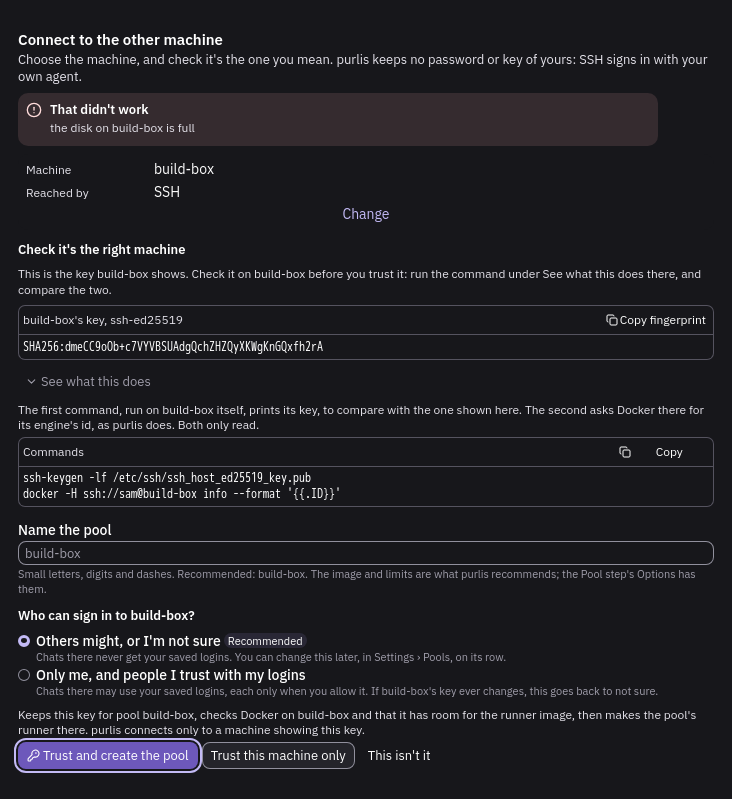 Connect to the other machine
Choose the machine, and check it's the one you mean. purlis keeps no password or key of yours: SSH signs in with your
own agent.
That didn't work
the disk on build-box is full
Machine build-box
Reached by SSH
Change
Check it's the right machine
This is the key build-box shows. Check it on build-box before you trust it: run the command under See what this does there, and
compare the two.
build-box's key, ssh-ed25519 Copy fingerprint
SHA256:dmeCC9oOb+c7VYVBSUAdgQchZHZQyXKWgKnGQxfh2rA
See what this does
The first command, run on build-box itself, prints its key, to compare with the one shown here. The second asks Docker there for
its engine's id, as purlis does. Both only read.
Commands Copy
ssh-keygen -lf /etc/ssh/ssh_host_ed25519_key.pub
docker -H ssh://sam@build-box info --format '{{.ID}}'
Name the pool
build-box
Small letters, digits and dashes. Recommended: build-box. The image and limits are what purlis recommends; the Pool step's Options has
them.
Who can sign in to build-box?
Others might, or I'm not sure Recommended
Chats there never get your saved logins. You can change this later, in Settings › Pools, on its row.
Only me, and people I trust with my logins
Chats there may use your saved logins, each only when you allow it. If build-box's key ever changes, this goes back to not sure.
Keeps this key for pool build-box, checks Docker on build-box and that it has room for the runner image, then makes the pool's
runner there. purlis connects only to a machine showing this key.
Trust and create the pool Trust this machine only This isn't it